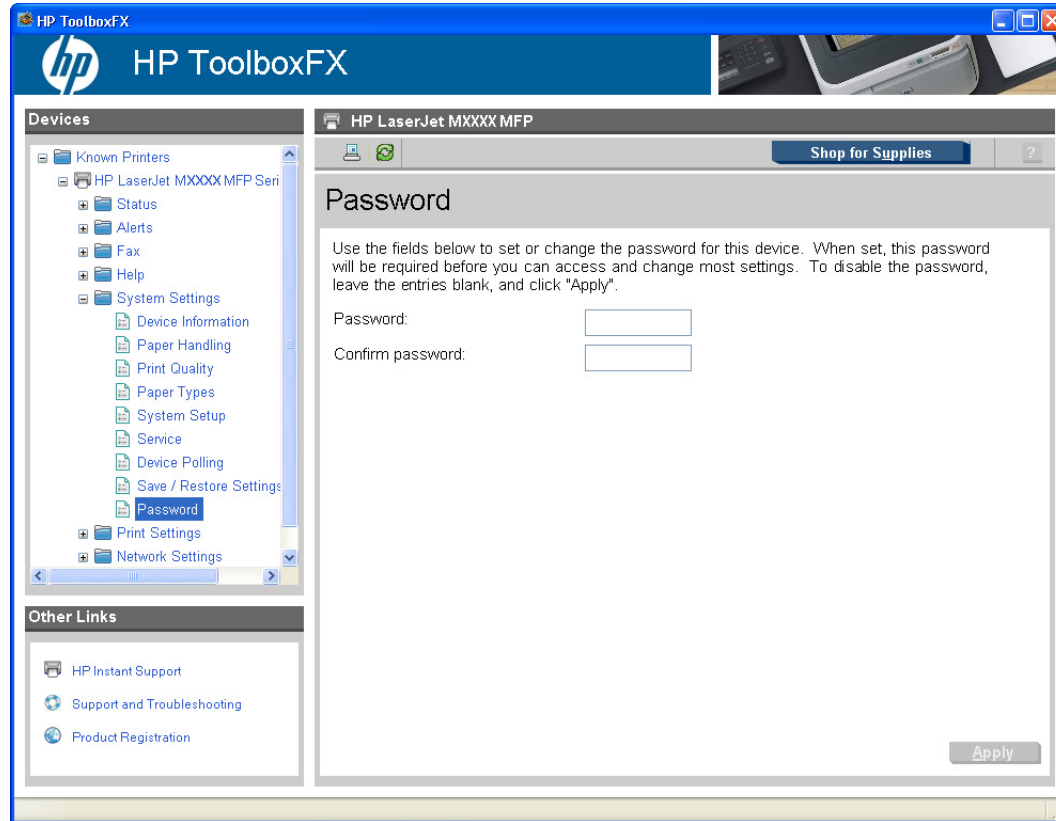 HP ToolboxFX
hp
HP ToolboxFX
Devices
Known Printers
HP LaserJet MXXXX MFP Seri
Status
Alerts
Fax
Help
System Settings
Device Information
Paper Handling
Print Quality
Paper Types
System Setup
Service
Device Polling
Save / Restore Settings
Password
Print Settings
Network Settings
Other Links
HP Instant Support
Support and Troubleshooting
Product Registration
HP LaserJet MXXXX MFP
Shop for Supplies
?
Password
Use the fields below to set or change the password for this device. When set, this password
will be required before you can access and change most settings. To disable the password,
leave the entries blank, and click "Apply".
Password:
Confirm password:
Apply